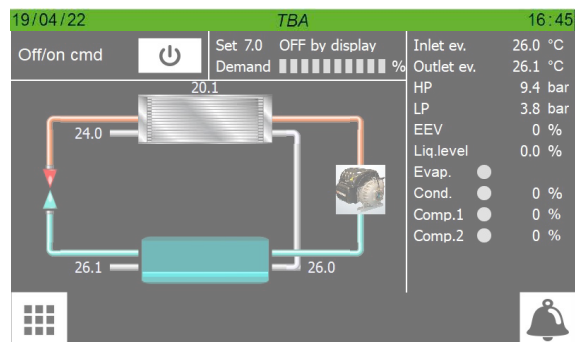 19/04/22 TBA 16:45
Off/on cmd
Set 7.0 OFF by display
Demand %
Inlet ev. 26.0 °C
Outlet ev. 26.1 °C
HP 9.4 bar
LP 3.8 bar
EEV 0 %
Liq.level 0.0 %
Evap.
Cond. 0 %
Comp.1 0 %
Comp.2 0 %
20.1
24.0
26.1
26.0